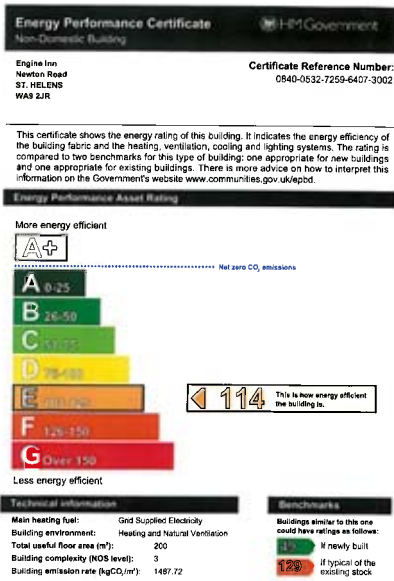 Energy Performance Certificate
Non-Domestic Building
HM Government
Engine Inn
Newton Road
ST. HELENS
WA9 2JR
Certificate Reference Number:
0840-0532-7259-6407-3002
This certificate shows the energy rating of this building. It indicates the energy efficiency of
the building fabric and the heating, ventilation, cooling and lighting systems. The rating is
compared to two benchmarks for this type of building: one appropriate for new buildings
and one appropriate for existing buildings. There is more advice on how to interpret this
information on the Government's website www.communities.gov.uk/epbd.
Energy Performance Asset Rating
More energy efficient
A+
Net zero CO₂ emissions
A 0-25
B 26-50
C 51-75
D 76-100
E 101-125
F 126-150
G Over 150
114
This is how energy efficient
the building is.
Less energy efficient
Technical information
Main heating fuel: Grid Supplied Electricity
Building environment: Heating and Natural Ventilation
Total useful floor area (m²): 200
Building complexity (NOS level): 3
Building emission rate (kgCO₂/m²): 1487.72
Benchmarks
Buildings similar to this one
could have ratings as follows:
If newly built
129
If typical of the
existing stock